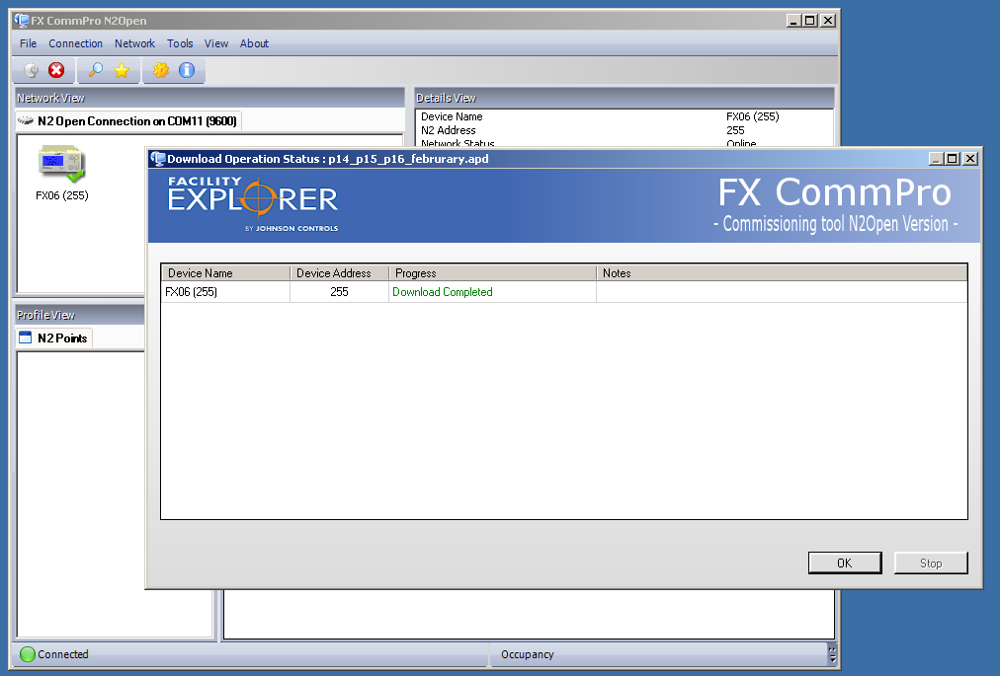 FX CommPro N2Open
File Connection Network Tools View About
Network View
N2 Open Connection on COM11 (9600)
FX06 (255)
Details View
Device Name FX06 (255)
N2 Address 255
Network Status Online
Download Operation Status : p14_p15_p16_februrary.apd
FACILITY
EXPLORER
BY JOHNSON CONTROLS
FX CommPro
- Commissioning tool N2Open Version -
Device Name Device Address Progress Notes
FX06 (255) 255 Download Completed
OK Stop
Profile View
N2 Points
Connected Occupancy